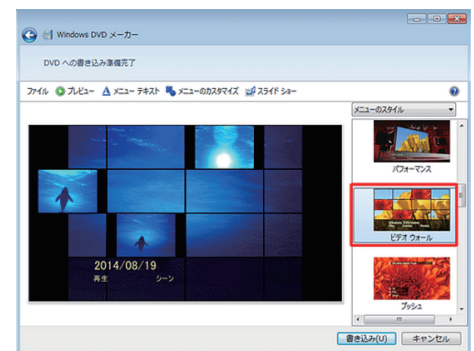 Windows DVD メーカー
DVD への書き込み準備完了
ファイル プレビュー メニュー テキスト メニューのカスタマイズ スライド ショー
メニューのスタイル
パフォーマンス
ビデオ ウォール
プッシュ
2014/08/19
再生 シーン
書き込み(U) キャンセル